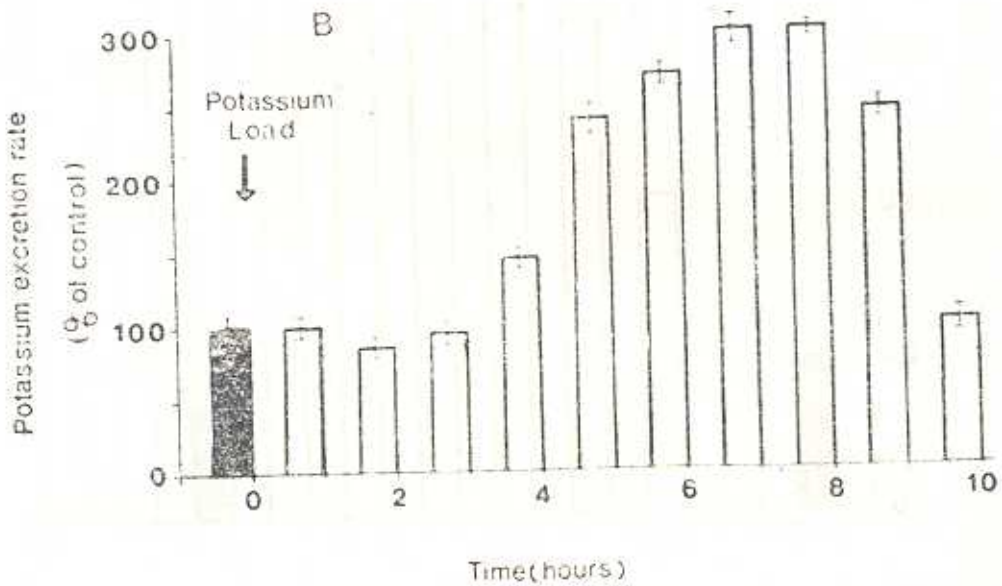 B
Potassium excretion rate
(% of control)
300
200
100
0
Potassium
Load
0 2 4 6 8 10
Time(hours)